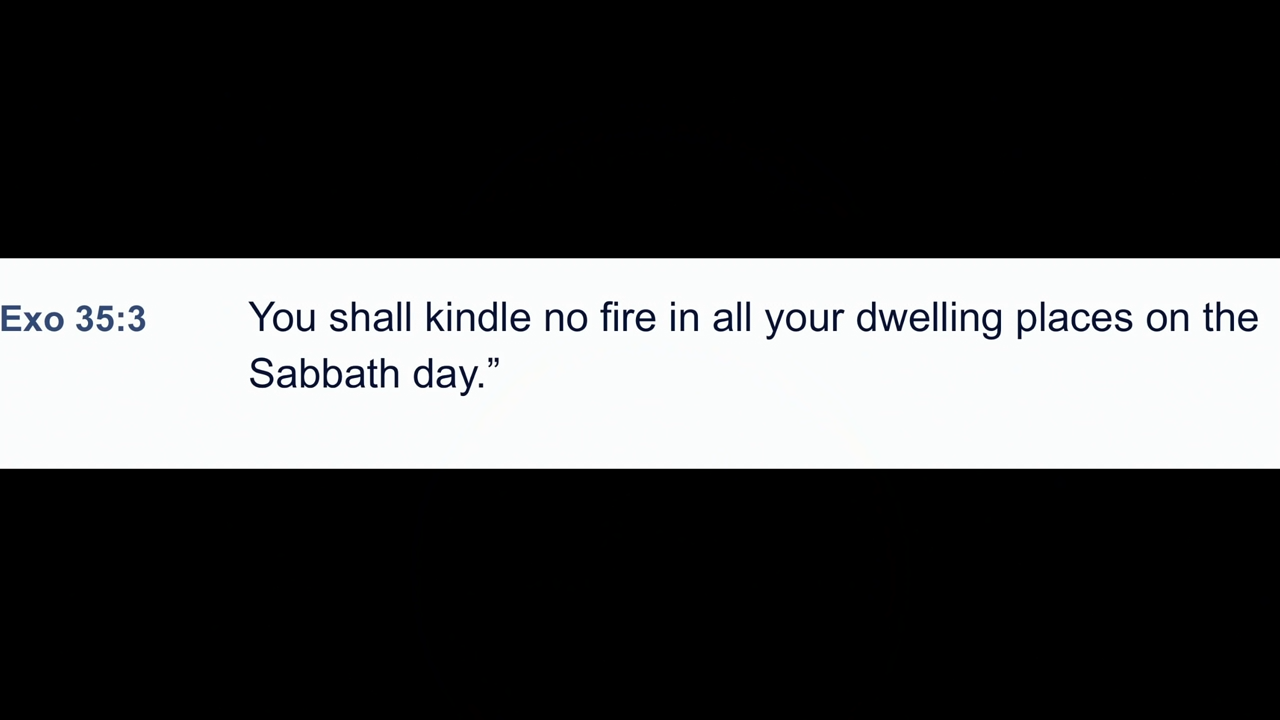 Exo 35:3 You shall kindle no fire in all your dwelling places on the
Sabbath day.”